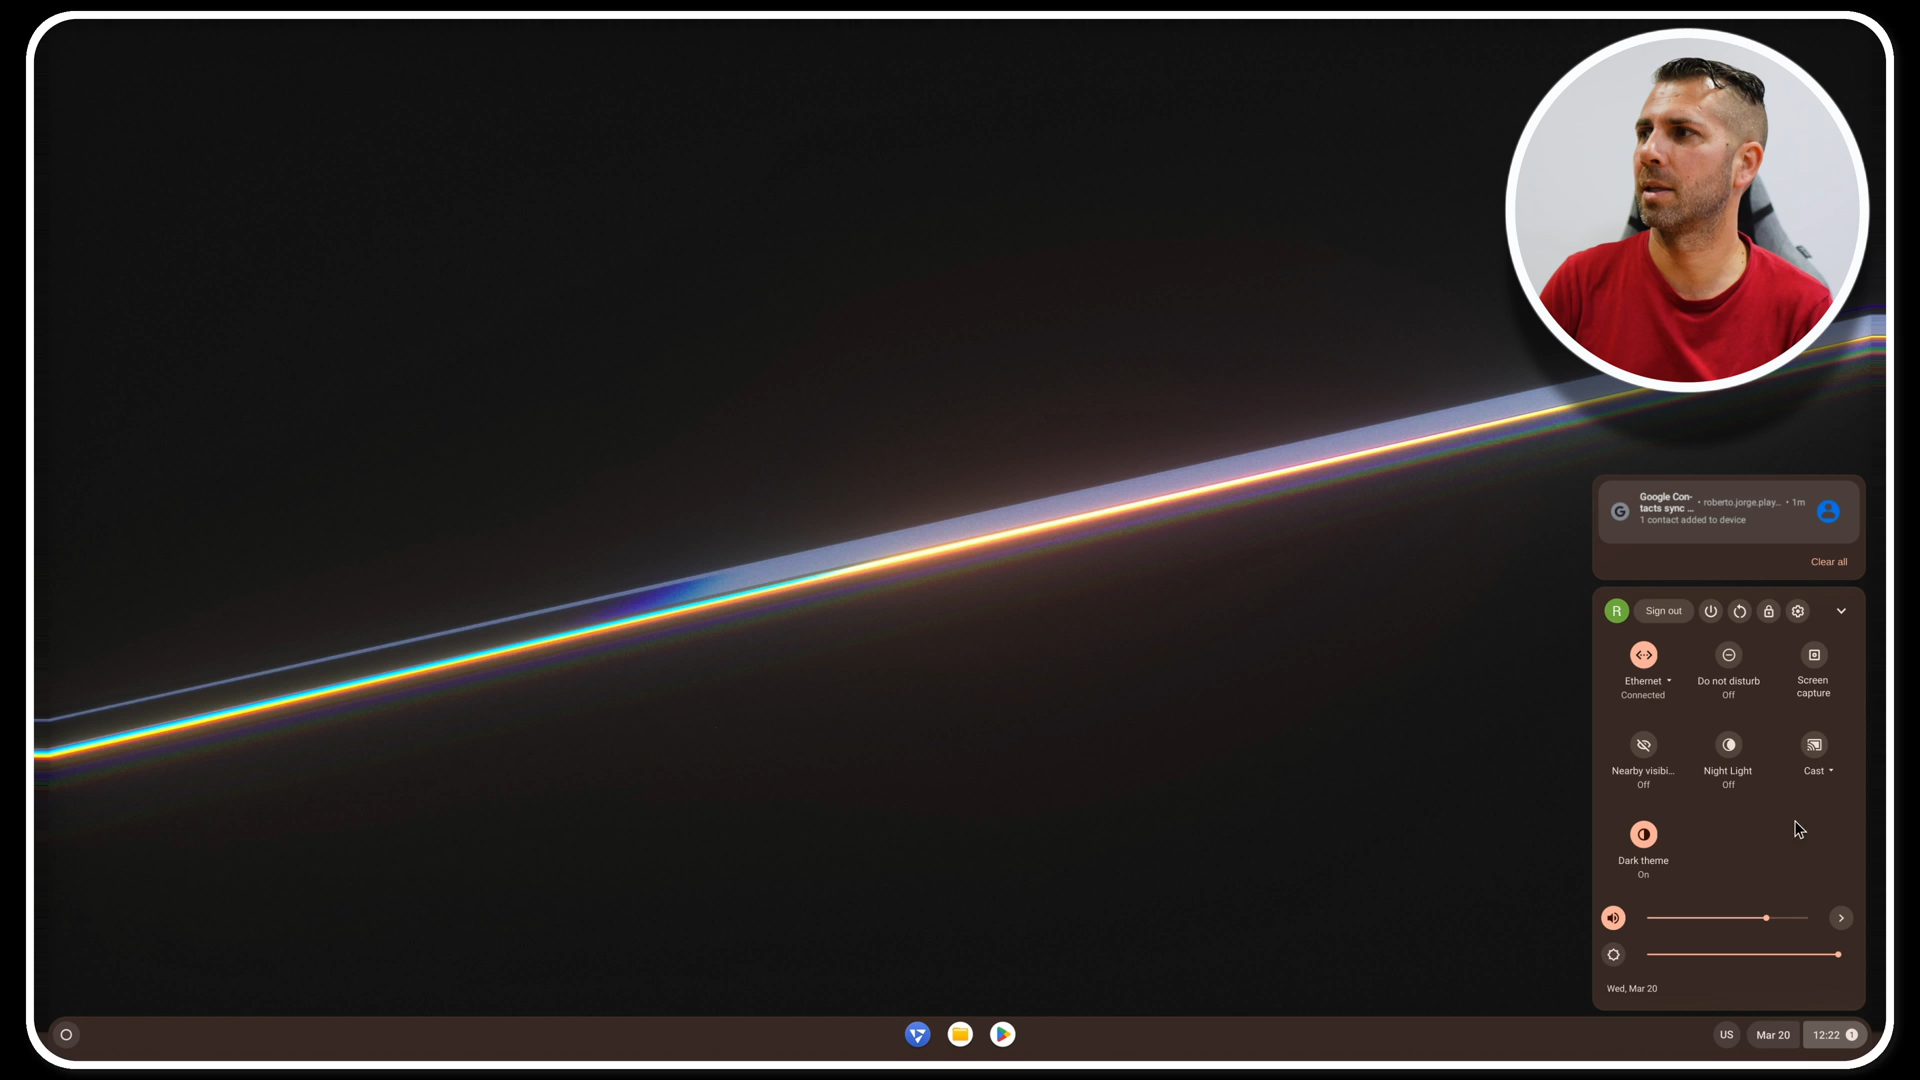 Google Con-
tacts sync ... • roberto.jorge.play... • 1m
1 contact added to device
Clear all
R Sign out
Ethernet
Connected
Do not disturb
Off
Screen
capture
Nearby visibi...
Off
Night Light
Off
Cast
Dark theme
On
Wed, Mar 20
US Mar 20 12:22 1